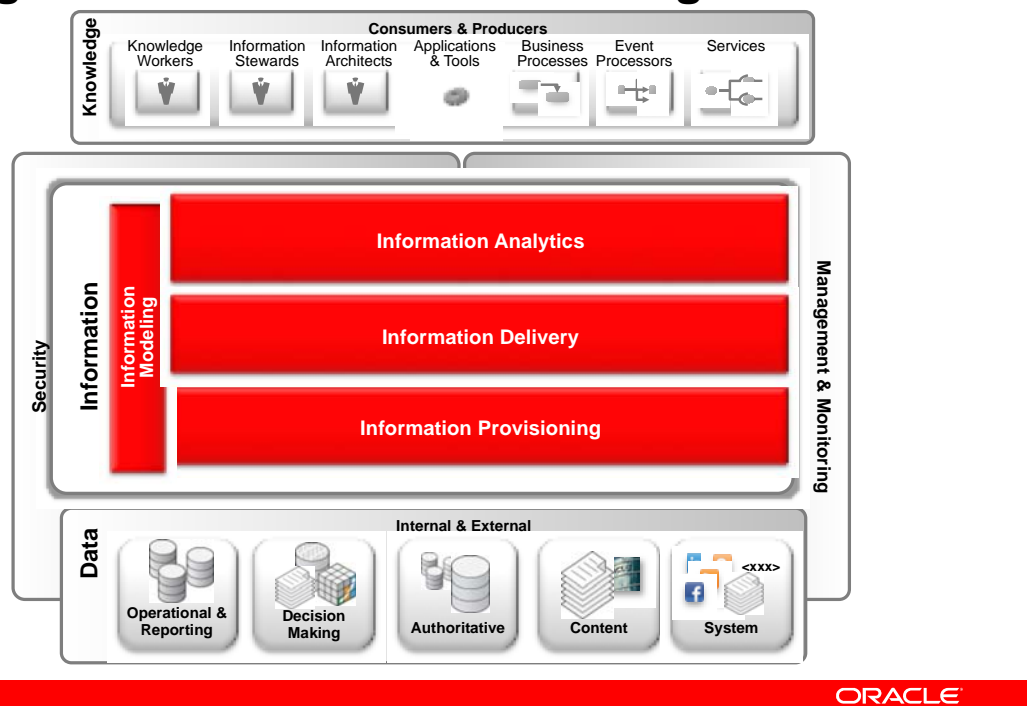 Consumers & Producers
Knowledge
Knowledge
Workers
Information
Stewards
Information
Architects
Applications
& Tools
Business
Processes
Event
Processors
Services
Security
Information
Information
Modeling
Information Analytics
Information Delivery
Information Provisioning
Management & Monitoring
Data
Internal & External
Operational &
Reporting
Decision
Making
Authoritative
Content
<xxx>
System
ORACLE